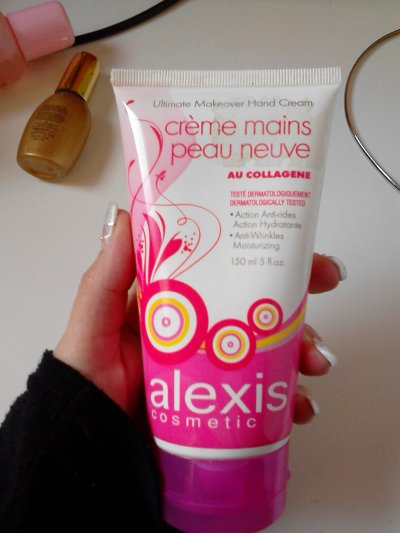 Ultimate Makeover Hand Cream
crème mains
peau neuve
AU COLLAGENE
TESTÉ DERMATOLOGIQUEMENT
DERMATOLOGICALLY TESTED
• Action Anti-rides
Action Hydratante
• Anti-Wrinkles
Moisturizing
150 ml 5 fl.oz.
alexis
cosmetic